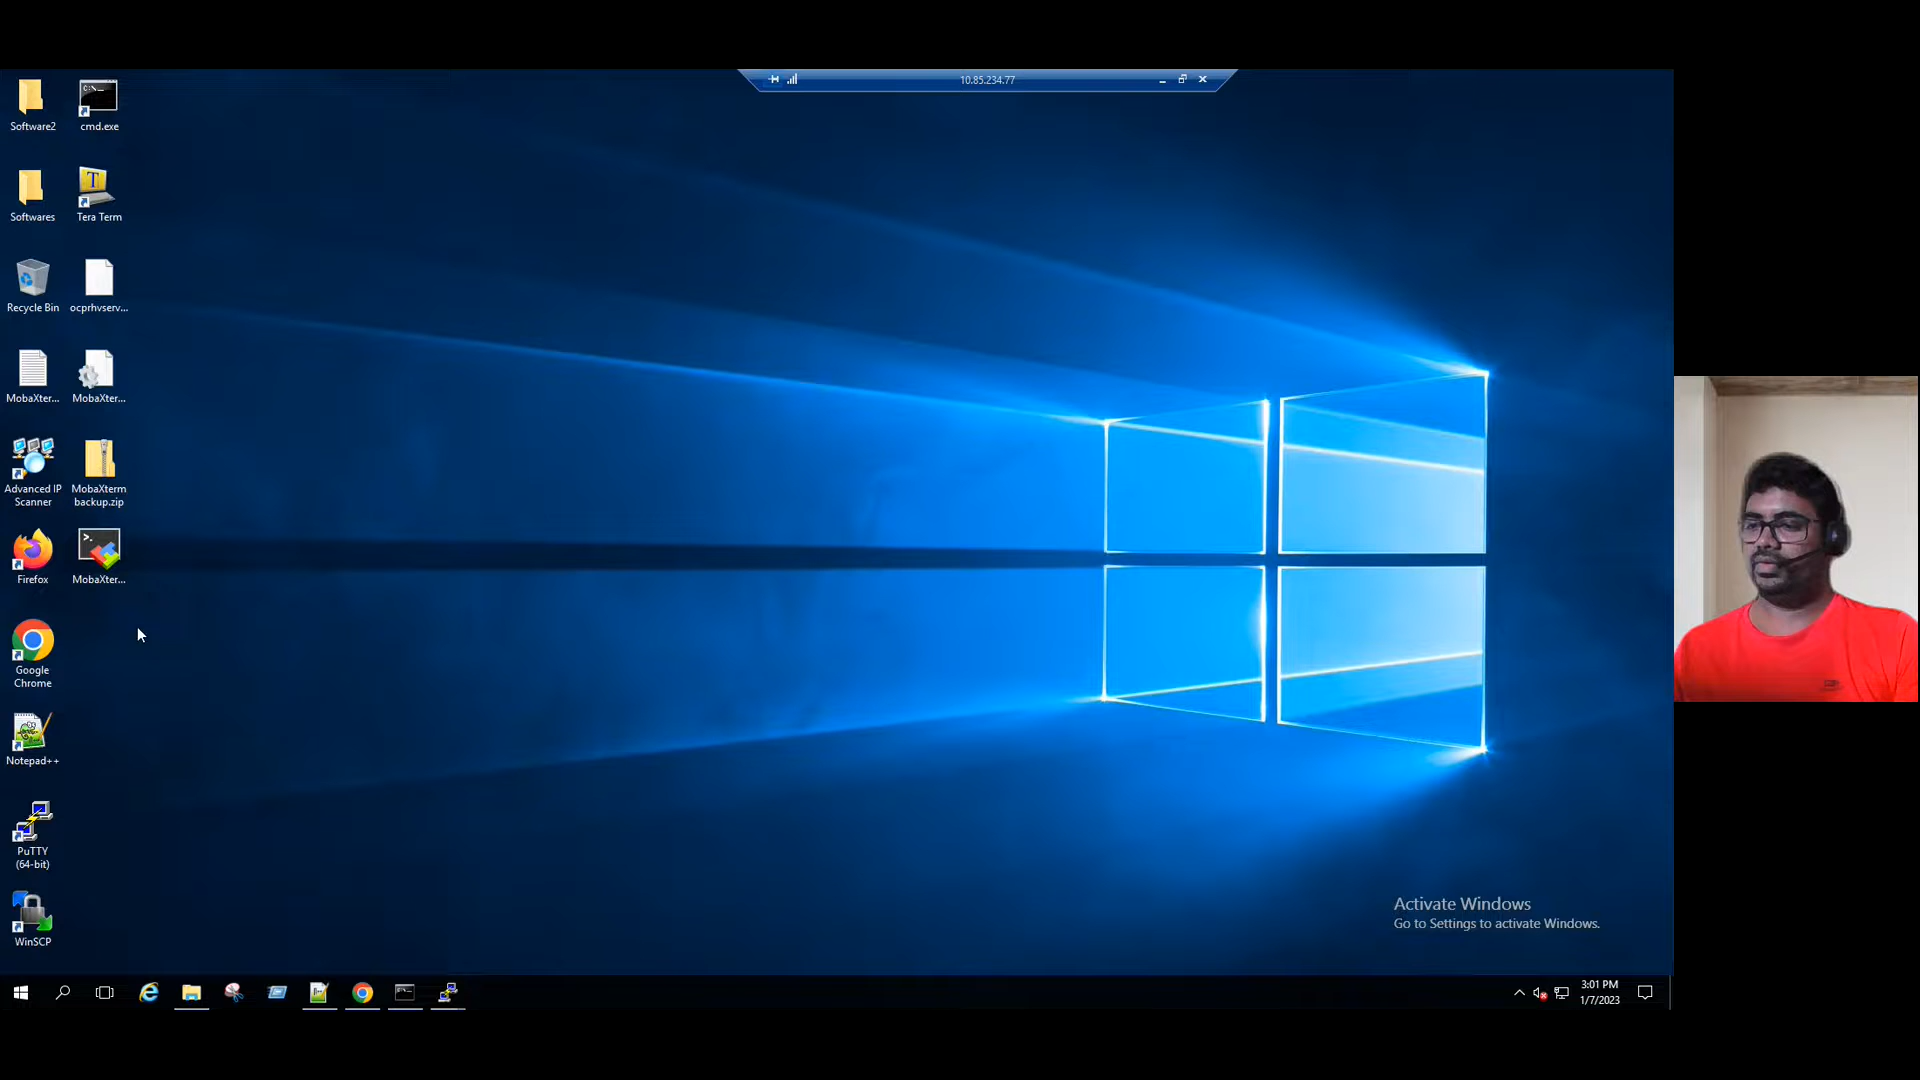 10.85.234.77
Software2
cmd.exe
Softwares
Tera Term
Recycle Bin
ocprhvserv...
MobaXter...
MobaXter...
Advanced IP
Scanner
MobaXterm
backup.zip
Firefox
MobaXter...
Google
Chrome
Notepad++
PuTTY
(64-bit)
WinSCP
Activate Windows
Go to Settings to activate Windows.
3:01 PM
1/7/2023